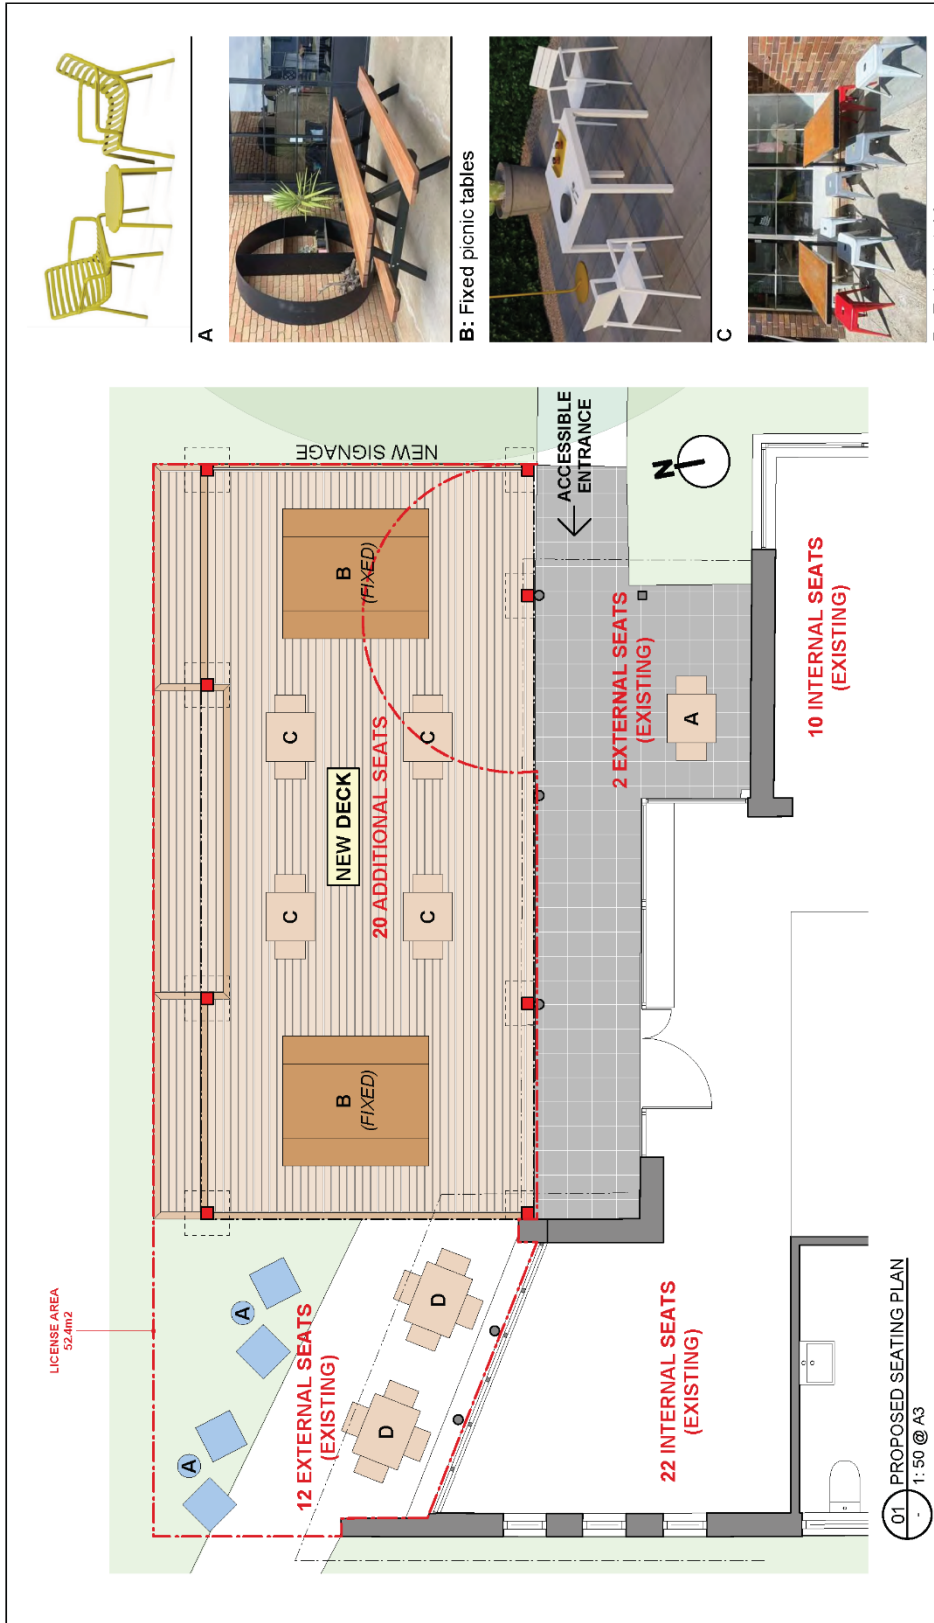 LICENSE AREA
52.4m2
A
A
12 EXTERNAL SEATS
(EXISTING)
D
D
22 INTERNAL SEATS
(EXISTING)
B
(FIXED)
C
C
NEW DECK
20 ADDITIONAL SEATS
C
C
B
(FIXED)
NEW SIGNAGE
ACCESSIBLE
ENTRANCE
2 EXTERNAL SEATS
(EXISTING)
A
N
10 INTERNAL SEATS
(EXISTING)
01
-
PROPOSED SEATING PLAN
1: 50 @ A3
A
B: Fixed picnic tables
C